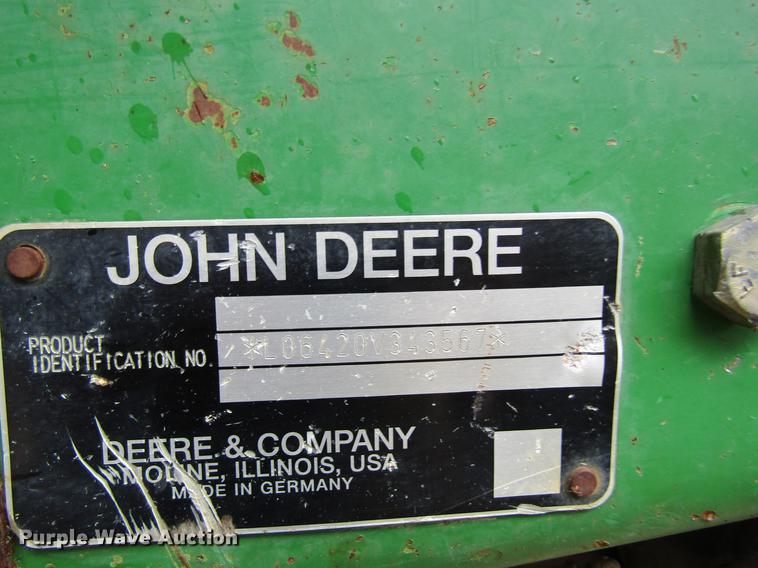 JOHN DEERE
PRODUCT
IDENTIFICATION NO.
*L06420V343567*
DEERE & COMPANY
MOLINE, ILLINOIS, USA
MADE IN GERMANY
Purple Wave Auction